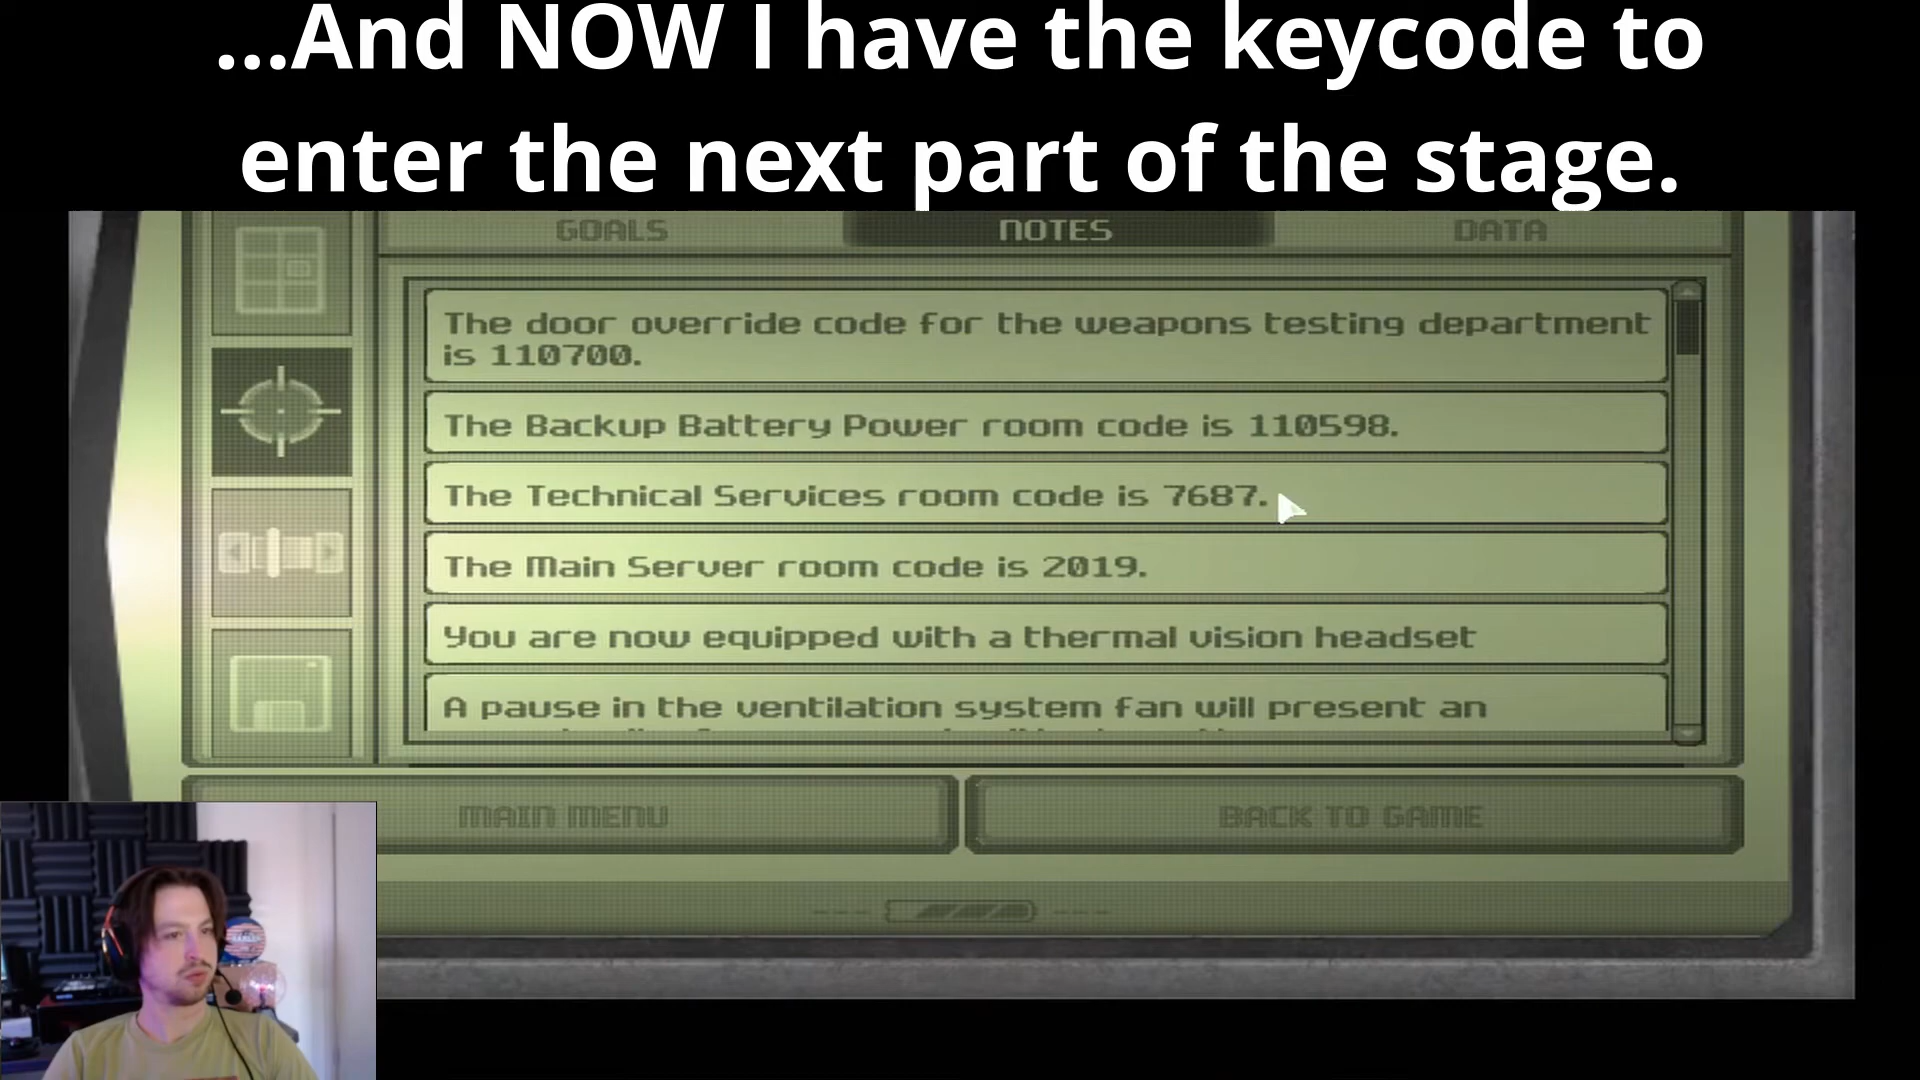 ...And NOW I have the keycode to
enter the next part of the stage.
GOALS
NOTES
DATA
The door override code for the weapons testing department
is 110700.
The Backup Battery Power room code is 110598.
The Technical Services room code is 7687.
The Main Server room code is 2019.
You are now equipped with a thermal vision headset
A pause in the ventilation system fan will present an
MAIN MENU
BACK TO GAME